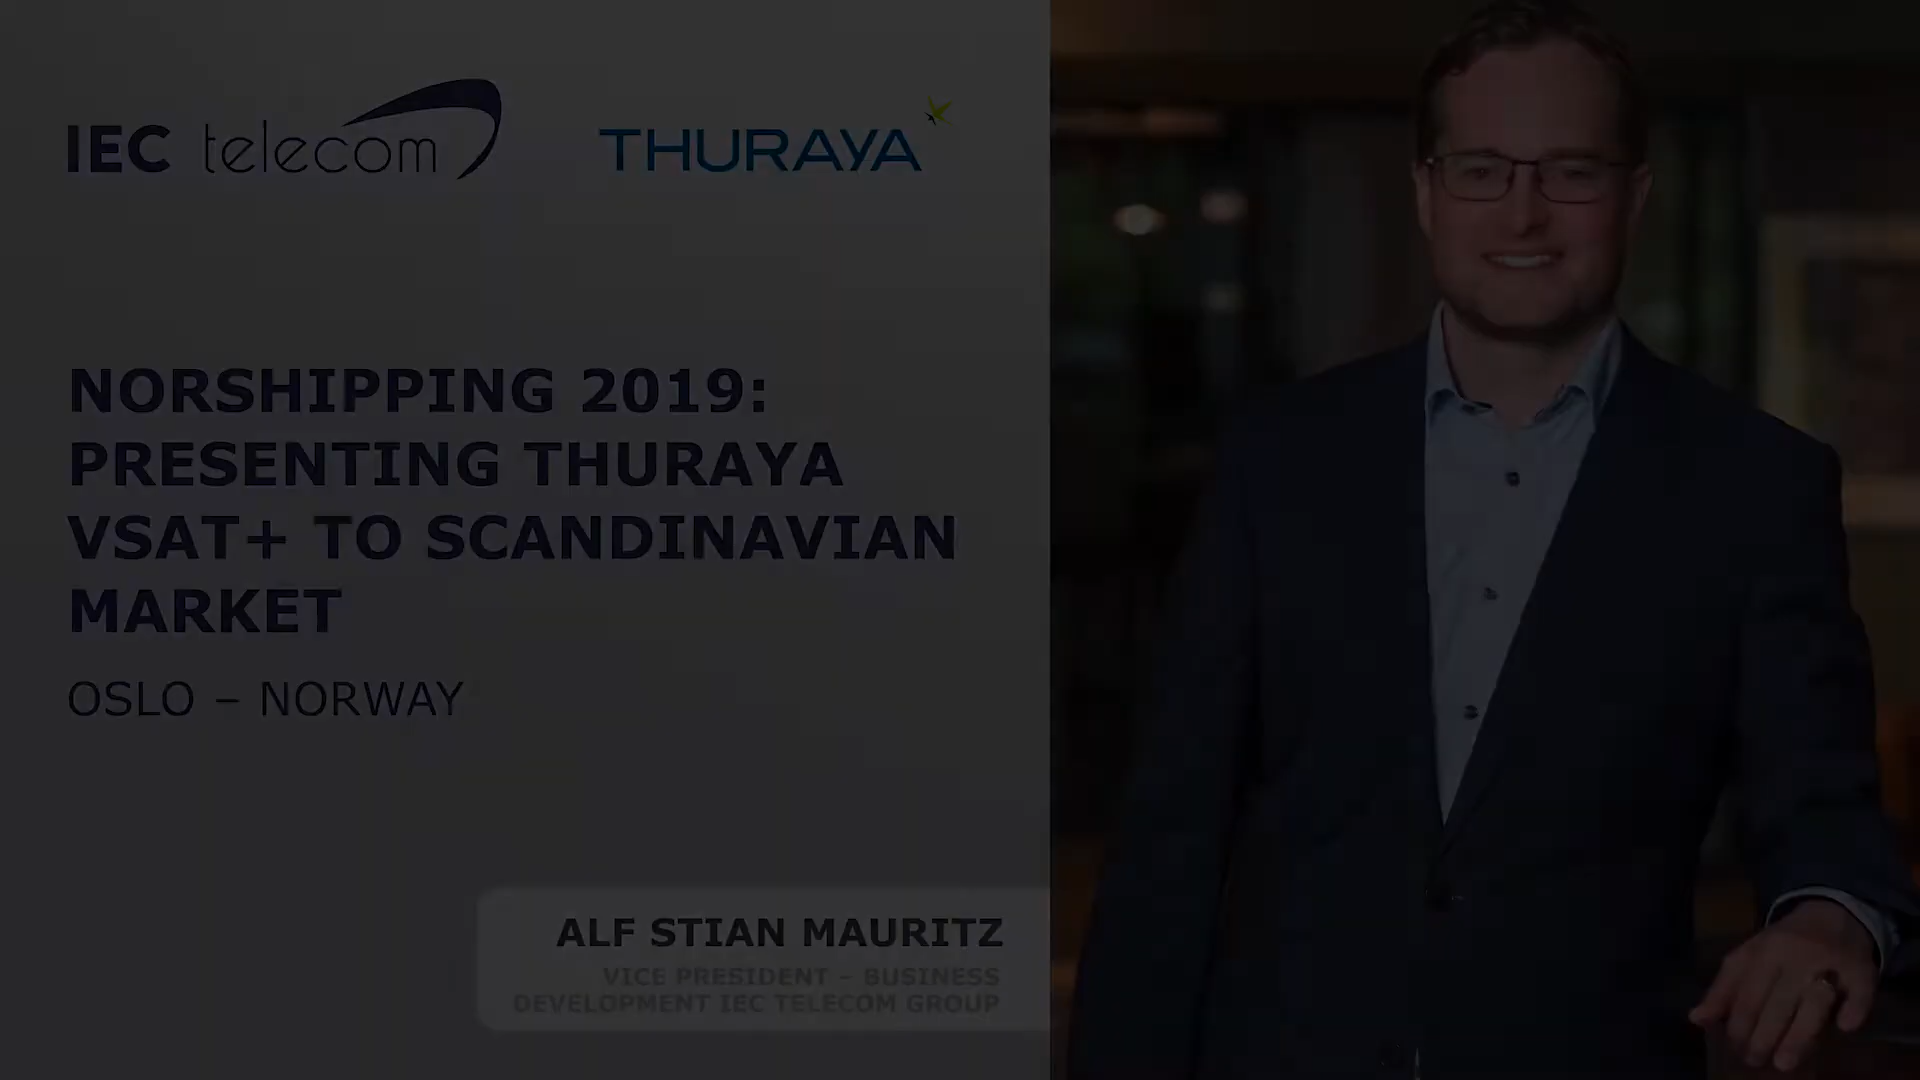 IEC telecom
THURAYA
NORSHIPPING 2019:
PRESENTING THURAYA
VSAT+ TO SCANDINAVIAN
MARKET
OSLO – NORWAY
ALF STIAN MAURITZ
VICE PRESIDENT – BUSINESS
DEVELOPMENT IEC TELECOM GROUP